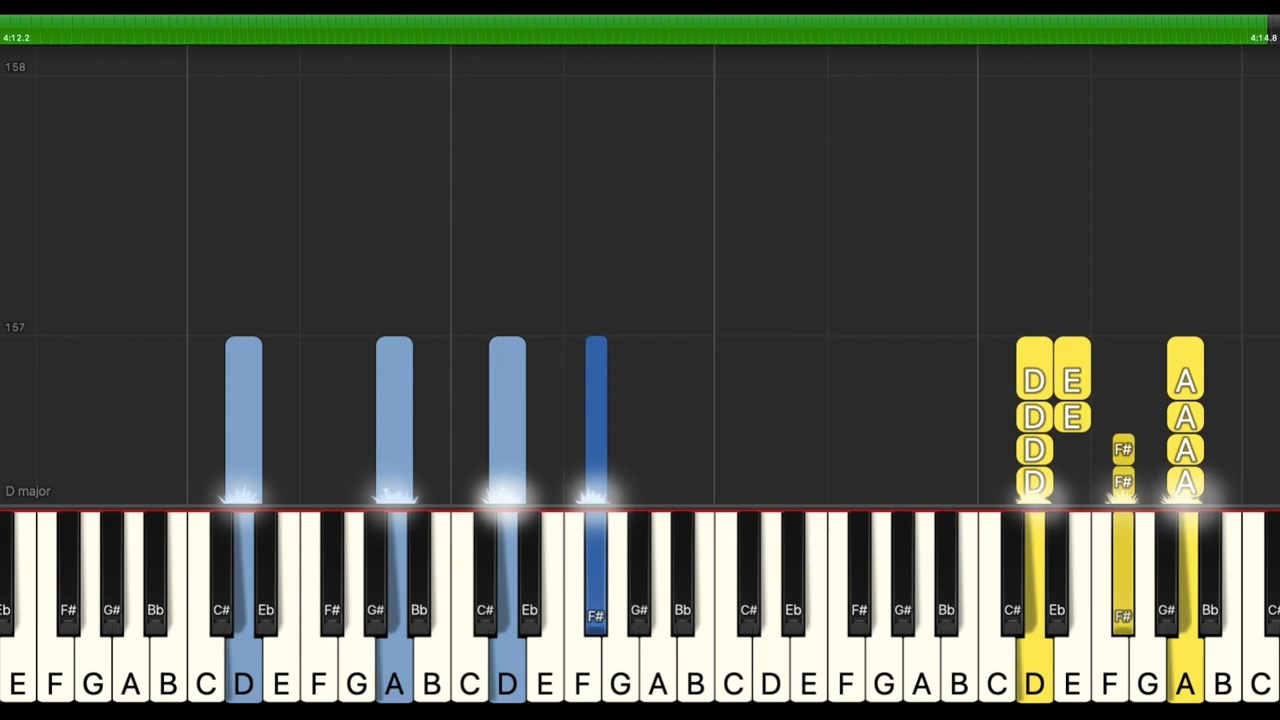 4:12.2 4:14.8
158
157
D E A
D E A
D F# A
D major D F# A
Eb F# G# Bb C# Eb F# G# Bb C# Eb F# G# Bb C# Eb F# G# Bb C# Eb F# G# Bb C#
E F G A B C D E F G A B C D E F G A B C D E F G A B C D E F G A B C